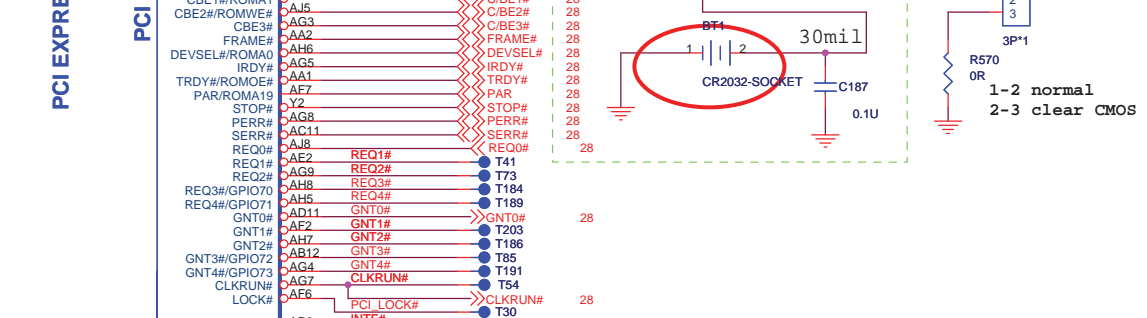 PCI EXPRE
PCI
CBE2#/ROMWE# AJ5 C/BE2# 28
CBE3# AG3 C/BE3# 28
FRAME# AA2 FRAME# 28
DEVSEL#/ROMA0 AH6 DEVSEL# 28
IRDY# AG5 IRDY# 28
TRDY#/ROMOE# AA1 TRDY# 28
PAR/ROMA19 AF7 PAR 28
STOP# Y2 STOP# 28
PERR# AG8 PERR# 28
SERR# AC11 SERR# 28
REQ0# AJ8 REQ0# 28
REQ1# AE2 REQ1# T41
REQ2# AG9 REQ2# T73
REQ3#/GPIO70 AH8 REQ3# T184
REQ4#/GPIO71 AH5 REQ4# T189
GNT0# AD11 GNT0# GNT0# 28
GNT1# AF2 GNT1# T203
GNT2# AH7 GNT2# T186
GNT3#/GPIO72 AB12 GNT3# T85
GNT4#/GPIO73 AG4 GNT4# T191
CLKRUN# AG7 CLKRUN# T54
LOCK# AF6 CLKRUN# 28
PCI_LOCK# T30
BT1
1 2
30mil
CR2032-SOCKET
C187
0.1U
2
3
3P*1
R570
0R
1-2 normal
2-3 clear CMOS